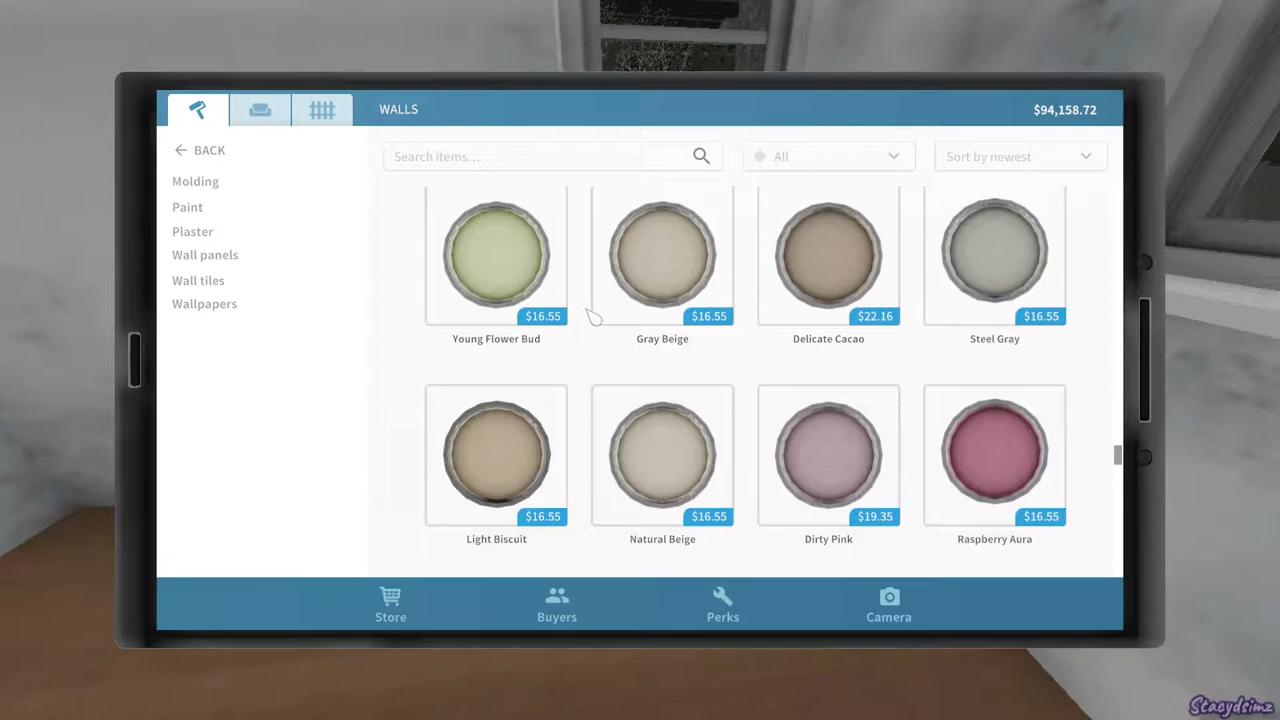 WALLS
$94,158.72
BACK
Molding
Paint
Plaster
Wall panels
Wall tiles
Wallpapers
Search items...
All
Sort by newest
$16.55
$16.55
$22.16
$16.55
Young Flower Bud
Gray Beige
Delicate Cacao
Steel Gray
$16.55
$16.55
$19.35
$16.55
Light Biscuit
Natural Beige
Dirty Pink
Raspberry Aura
Store
Buyers
Perks
Camera
Stacydsimz